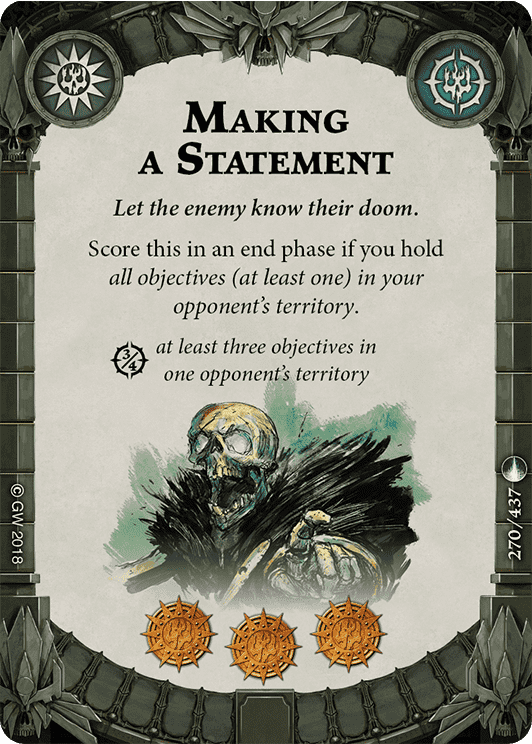 MAKING
A STATEMENT
Let the enemy know their doom.
Score this in an end phase if you hold
all objectives (at least one) in your
opponent's territory.
3/4 at least three objectives in
one opponent's territory
© GW 2018
270/437